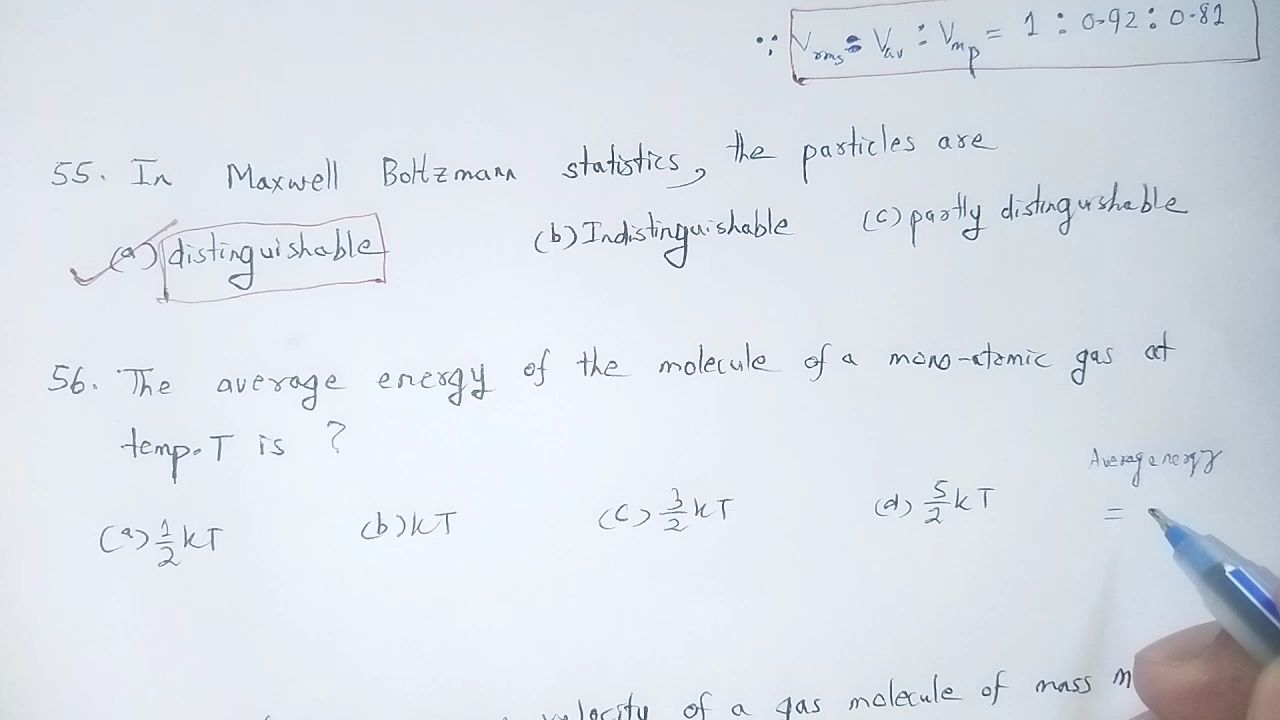 ∵ Vrms : Vav : Vmp = 1 : 0.92 : 0.82
55. In Maxwell Boltzmann statistics, the particles are
(a) distinguishable (b) Indistinguishable (c) partly distinguishable
56. The average energy of the molecule of a mono-atomic gas at
temp. T is ?
Average energy
(a) 1/2 kT (b) kT (c) 3/2 kT (d) 5/2 kT =
velocity of a gas molecule of mass m